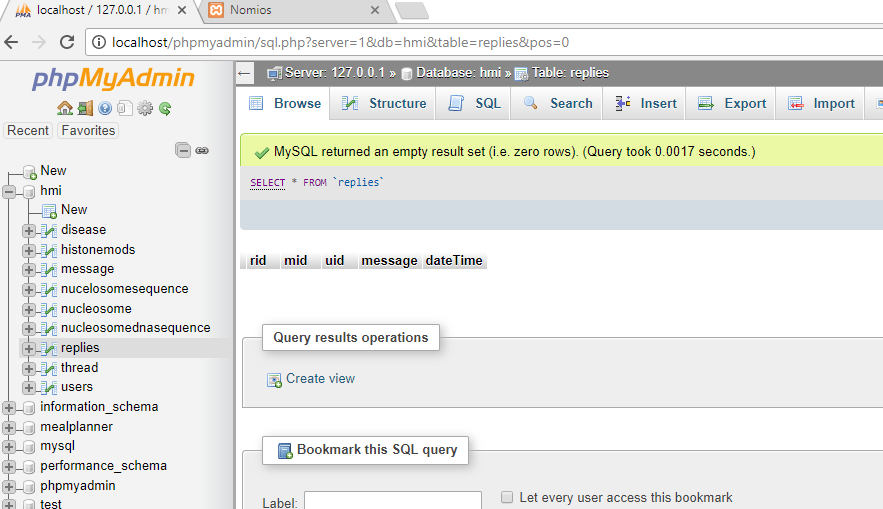 localhost / 127.0.0.1 / hm
Nomios
localhost/phpmyadmin/sql.php?server=1&db=hmi&table=replies&pos=0
phpMyAdmin
Recent Favorites
New
hmi
New
disease
histonemods
message
nucelosomesequence
nucleosome
nucleosomednasequence
replies
thread
users
information_schema
mealplanner
mysql
performance_schema
phpmyadmin
test
Server: 127.0.0.1 » Database: hmi » Table: replies
Browse Structure SQL Search Insert Export Import
MySQL returned an empty result set (i.e. zero rows). (Query took 0.0017 seconds.)
SELECT * FROM `replies`
rid mid uid message dateTime
Query results operations
Create view
Bookmark this SQL query
Label: Let every user access this bookmark